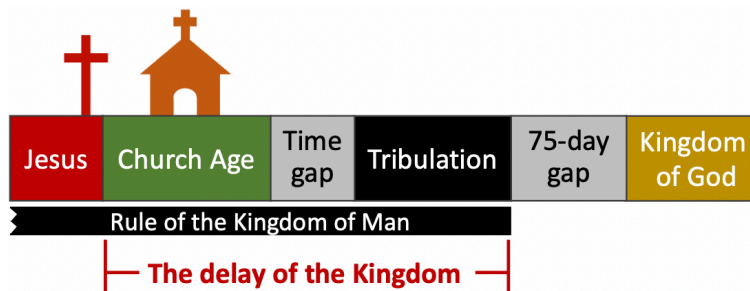 Jesus
Church Age
Time
gap
Tribulation
75-day
gap
Kingdom
of God
Rule of the Kingdom of Man
The delay of the Kingdom